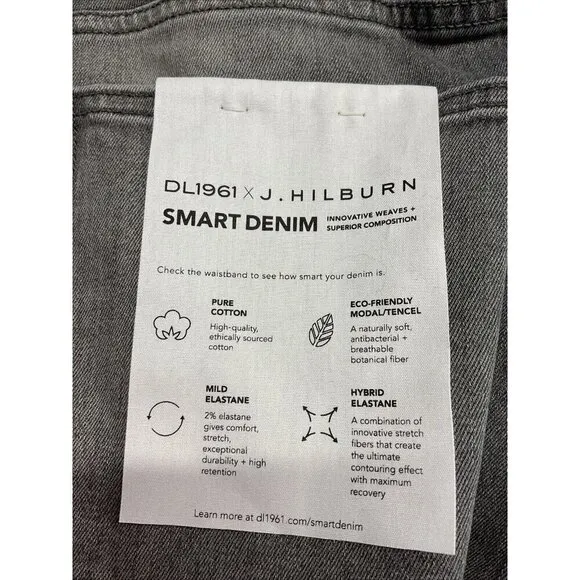 DL1961 X J.HILBURN
SMART DENIM INNOVATIVE WEAVES +
SUPERIOR COMPOSITION
Check the waistband to see how smart your denim is.
PURE
COTTON
High-quality,
ethically sourced
cotton
ECO-FRIENDLY
MODAL/TENCEL
A naturally soft,
antibacterial +
breathable
botanical fiber
MILD
ELASTANE
2% elastane
gives comfort,
stretch,
exceptional
durability + high
retention
HYBRID
ELASTANE
A combination of
innovative stretch
fibers that create
the ultimate
contouring effect
with maximum
recovery
Learn more at dl1961.com/smartdenim